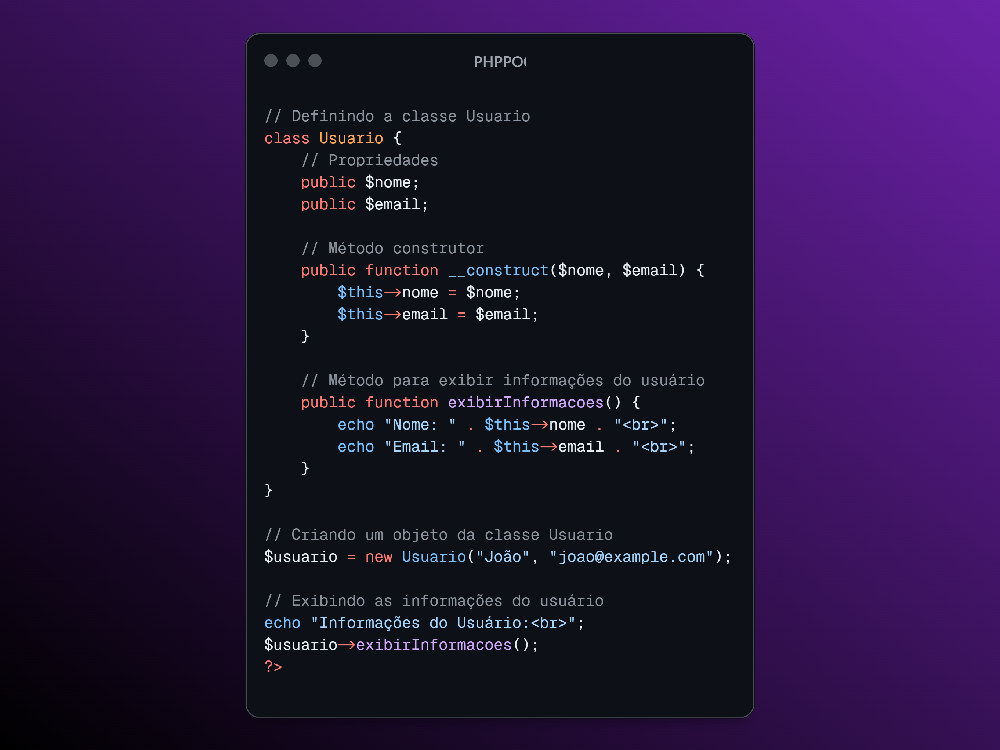 PHPPO
// Definindo a classe Usuario
class Usuario {
    // Propriedades
    public $nome;
    public $email;

    // Método construtor
    public function __construct($nome, $email) {
        $this->nome = $nome;
        $this->email = $email;
    }

    // Método para exibir informações do usuário
    public function exibirInformacoes() {
        echo "Nome: " . $this->nome . "<br>";
        echo "Email: " . $this->email . "<br>";
    }
}

// Criando um objeto da classe Usuario
$usuario = new Usuario("João", "joao@example.com");

// Exibindo as informações do usuário
echo "Informações do Usuário:<br>";
$usuario->exibirInformacoes();
?>